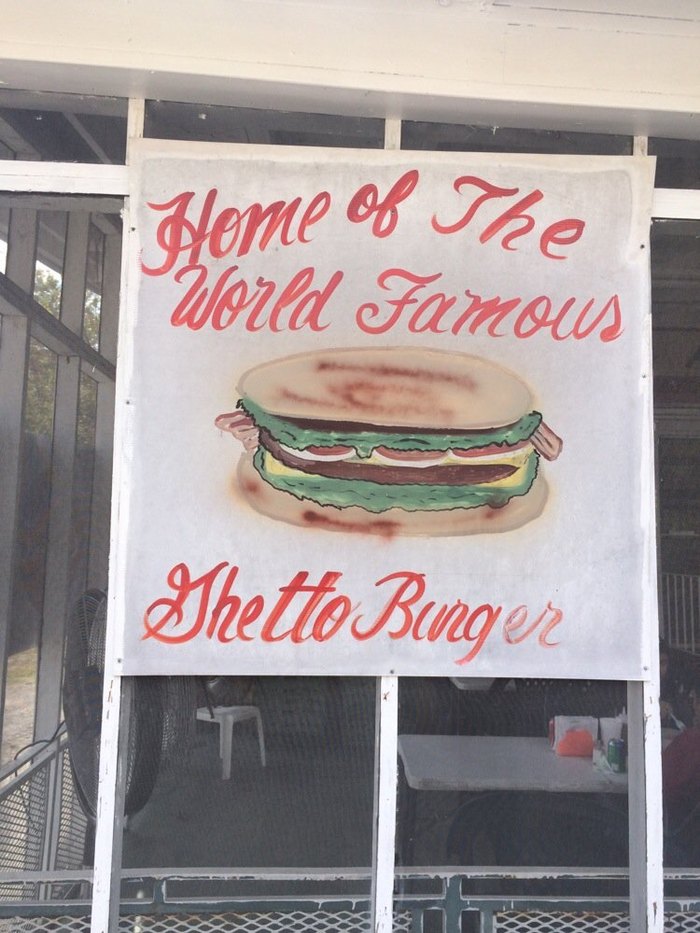 Home of The
World Famous
Ghetto Burger